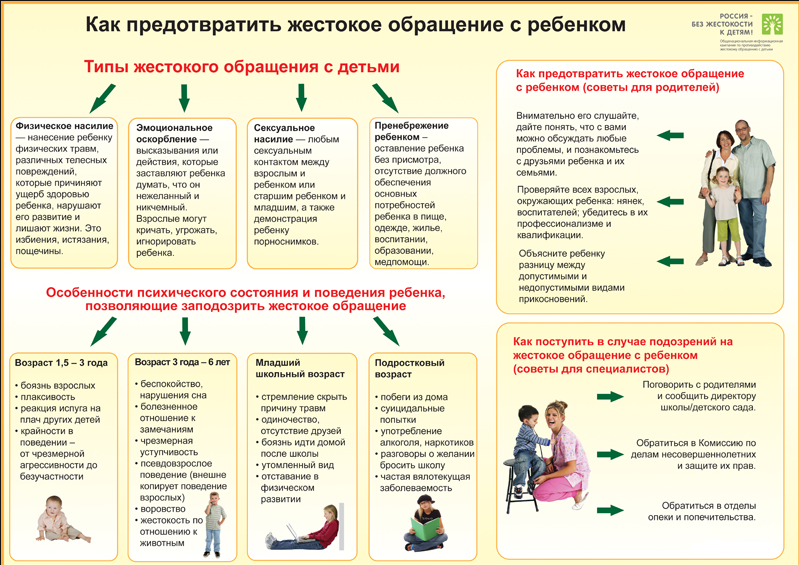 Как предотвратить жестокое обращение с ребенком
РОССИЯ -
БЕЗ ЖЕСТОКОСТИ
К ДЕТЯМ!
Общенациональная информационная
кампания по противодействию
жестокому обращению с детьми
Типы жестокого обращения с детьми
Физическое насилие
— нанесение ребенку
физических травм,
различных телесных
повреждений,
которые причиняют
ущерб здоровью
ребенка, нарушают
его развитие и
лишают жизни. Это
избиения, истязания,
пощечины.
Эмоциональное
оскорбление —
высказывания или
действия, которые
заставляют ребенка
думать, что он
нежеланный и
никчемный.
Взрослые могут
кричать, угрожать,
игнорировать
ребенка.
Сексуальное
насилие — любым
сексуальным
контактом между
взрослым и
ребенком или
старшим ребенком и
младшим, а также
демонстрация
ребенку
порноснимков.
Пренебрежение
ребенком –
оставление ребенка
без присмотра,
отсутствие должного
обеспечения
основных
потребностей
ребенка в пище,
одежде, жилье,
воспитании,
образовании,
медпомощи.
Особенности психического состояния и поведения ребенка,
позволяющие заподозрить жестокое обращение
Возраст 1,5 – 3 года
• боязнь взрослых
• плаксивость
• реакция испуга на
плач других детей
• крайности в
поведении –
от чрезмерной
агрессивности до
безучастности
Возраст 3 года – 6 лет
• беспокойство,
нарушения сна
• болезненное
отношение к
замечаниям
• чрезмерная
уступчивость
• псевдовзрослое
поведение (внешне
копирует поведение
взрослых)
• воровство
• жестокость по
отношению к
животным
Младший
школьный возраст
• стремление скрыть
причину травм
• одиночество,
отсутствие друзей
• боязнь идти домой
после школы
• утомленный вид
• отставание в
физическом
развитии
Подростковый
возраст
• побеги из дома
• суицидальные
попытки
• употребление
алкоголя, наркотиков
• разговоры о желании
бросить школу
• частая вялотекущая
заболеваемость
Как предотвратить жестокое обращение
с ребенком (советы для родителей)
Внимательно его слушайте,
дайте понять, что с вами
можно обсуждать любые
проблемы, и познакомьтесь
с друзьями ребенка и их
семьями.
Проверяйте всех взрослых,
окружающих ребенка: нянек,
воспитателей; убедитесь в их
профессионализме и
квалификации.
Объясните ребенку
разницу между
допустимыми и
недопустимыми видами
прикосновений.
Как поступить в случае подозрений на
жестокое обращение с ребенком
(советы для специалистов)
Поговорить с родителями
и сообщить директору
школы/детского сада.
Обратиться в Комиссию по
делам несовершеннолетних
и защите их прав.
Обратиться в отделы
опеки и попечительства.